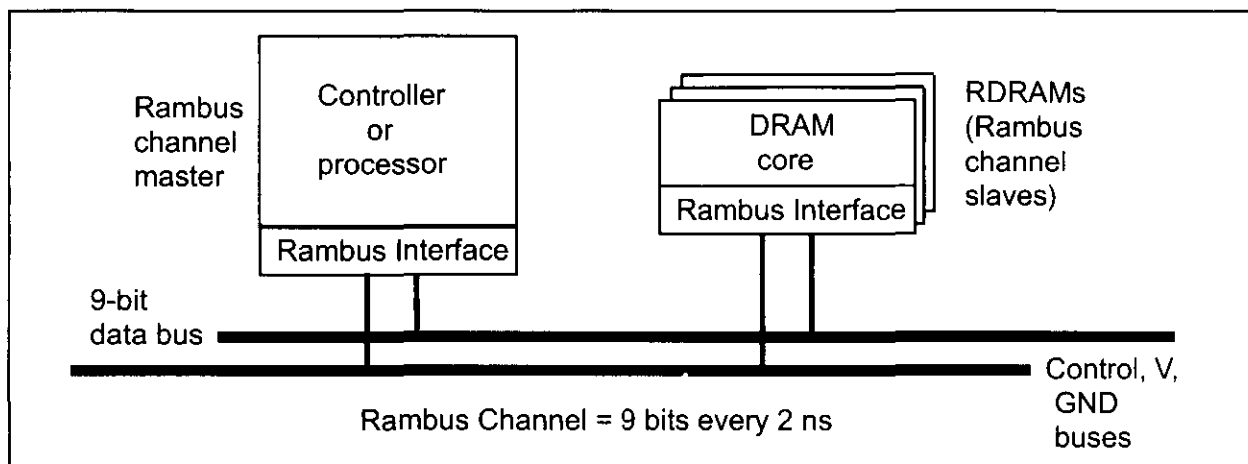 Rambus
channel
master
Controller
or
processor
Rambus Interface
DRAM
core
Rambus Interface
RDRAMs
(Rambus
channel
slaves)
9-bit
data bus
Control, V,
GND
buses
Rambus Channel = 9 bits every 2 ns